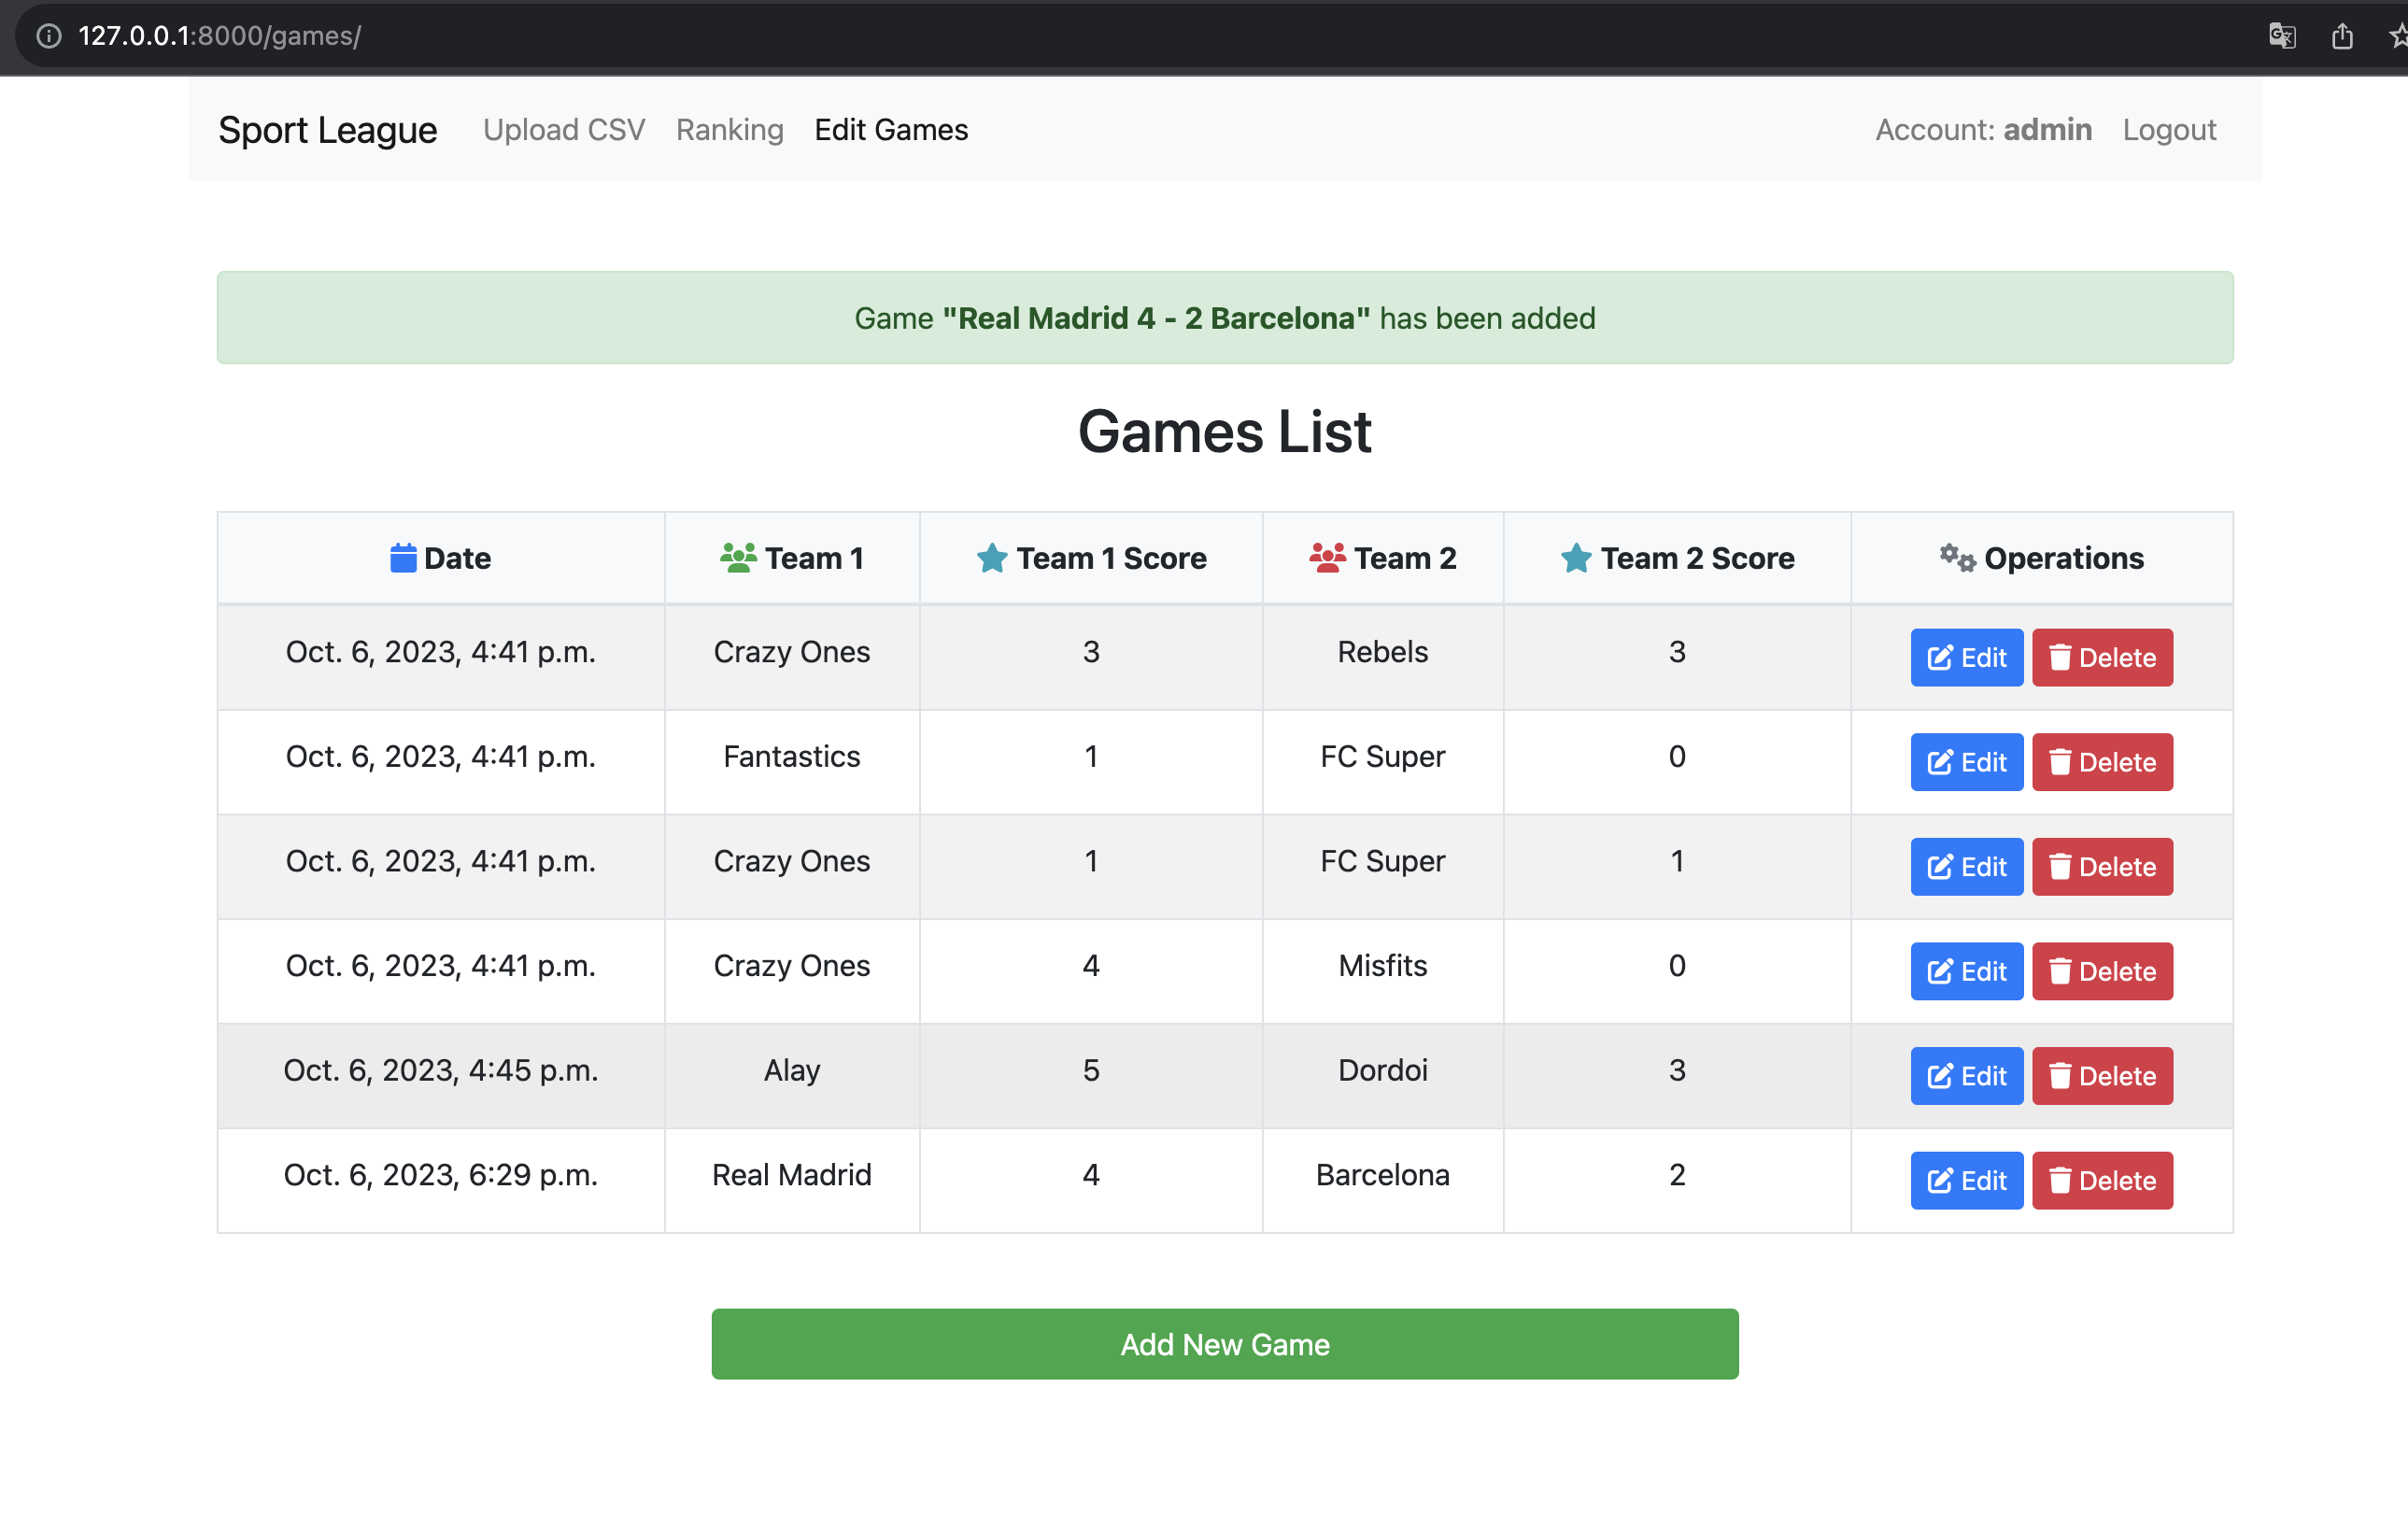 127.0.0.1:8000/games/
Sport League Upload CSV Ranking Edit Games Account: admin Logout
Game "Real Madrid 4 - 2 Barcelona" has been added
Games List
Date Team 1 Team 1 Score Team 2 Team 2 Score Operations
Oct. 6, 2023, 4:41 p.m. Crazy Ones 3 Rebels 3 Edit Delete
Oct. 6, 2023, 4:41 p.m. Fantastics 1 FC Super 0 Edit Delete
Oct. 6, 2023, 4:41 p.m. Crazy Ones 1 FC Super 1 Edit Delete
Oct. 6, 2023, 4:41 p.m. Crazy Ones 4 Misfits 0 Edit Delete
Oct. 6, 2023, 4:45 p.m. Alay 5 Dordoi 3 Edit Delete
Oct. 6, 2023, 6:29 p.m. Real Madrid 4 Barcelona 2 Edit Delete
Add New Game